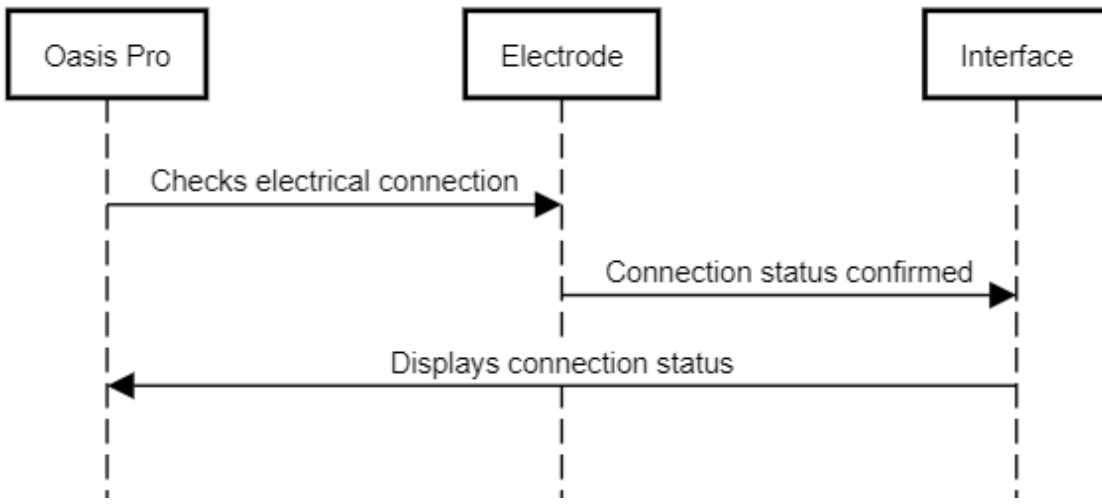 Oasis Pro
Electrode
Interface
Checks electrical connection
Connection status confirmed
Displays connection status